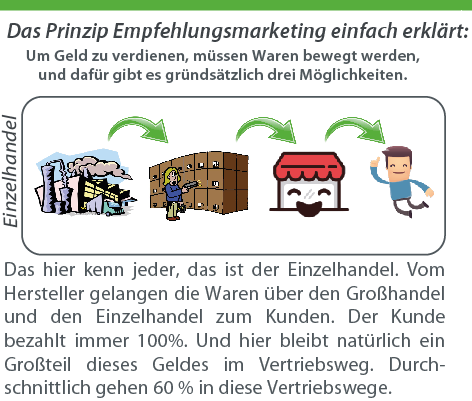 Das Prinzip Empfehlungsmarketing einfach erklärt:
Um Geld zu verdienen, müssen Waren bewegt werden,
und dafür gibt es gründsätzlich drei Möglichkeiten.
Einzelhandel
Das hier kenn jeder, das ist der Einzelhandel. Vom
Hersteller gelangen die Waren über den Großhandel
und den Einzelhandel zum Kunden. Der Kunde
bezahlt immer 100%. Und hier bleibt natürlich ein
Großteil dieses Geldes im Vertriebsweg. Durch-
schnittlich gehen 60 % in diese Vertriebswege.